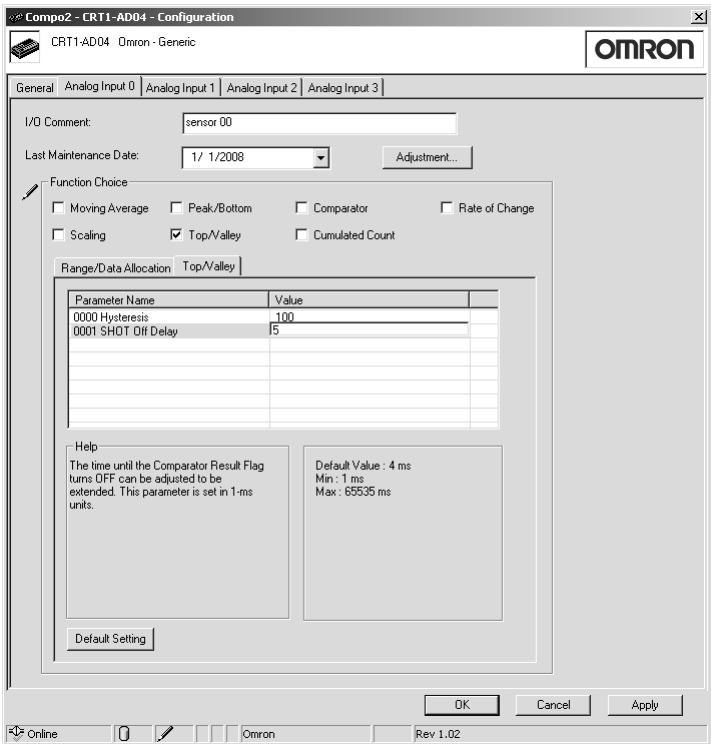 Compo2 - CRT1-AD04 - Configuration
CRT1-AD04 Omron - Generic
OMRON
General Analog Input 0 Analog Input 1 Analog Input 2 Analog Input 3
I/O Comment: sensor 00
Last Maintenance Date: 1/ 1/2008 Adjustment...
Function Choice
Moving Average Peak/Bottom Comparator Rate of Change
Scaling Top/Valley Cumulated Count
Range/Data Allocation Top/Valley
Parameter Name Value
0000 Hysteresis 100
0001 SHOT Off Delay 5
Help
The time until the Comparator Result Flag
turns OFF can be adjusted to be
extended. This parameter is set in 1-ms
units.
Default Value : 4 ms
Min : 1 ms
Max : 65535 ms
Default Setting
OK Cancel Apply
Online Omron Rev 1.02